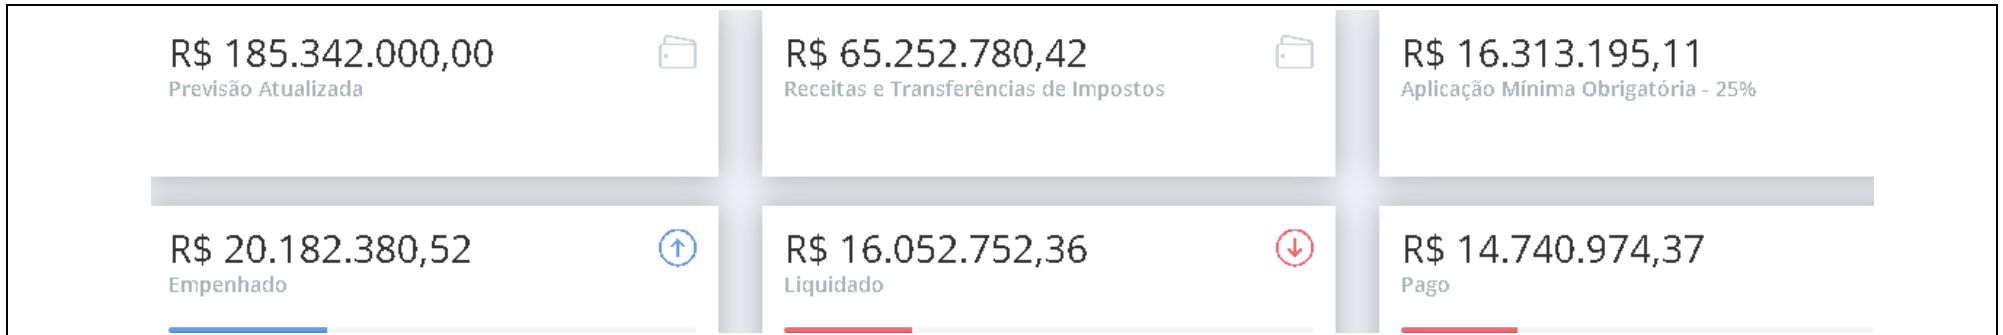 R$ 185.342.000,00
Previsão Atualizada
R$ 65.252.780,42
Receitas e Transferências de Impostos
R$ 16.313.195,11
Aplicação Mínima Obrigatória - 25%
R$ 20.182.380,52
Empenhado
R$ 16.052.752,36
Liquidado
R$ 14.740.974,37
Pago